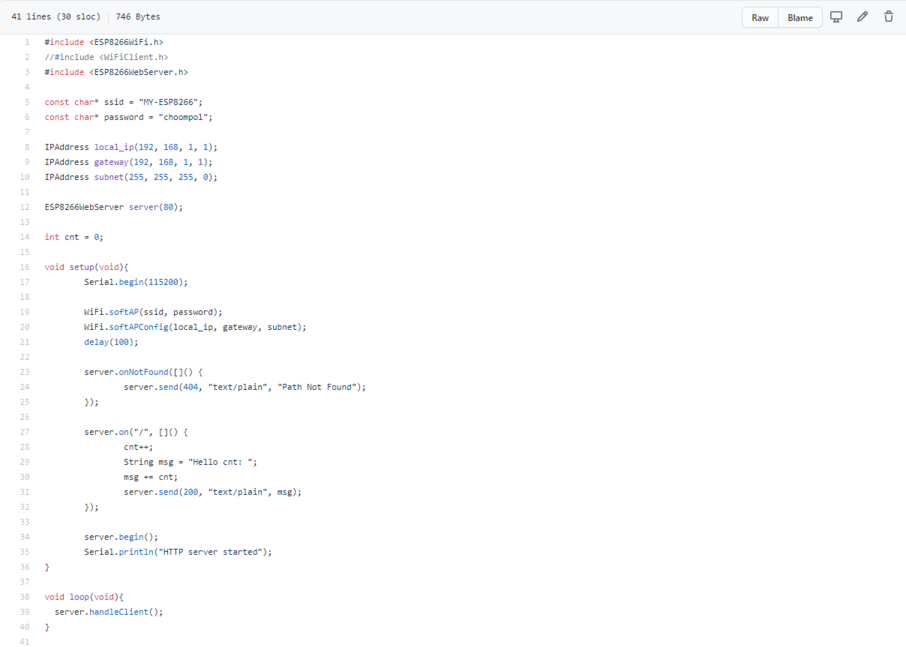 41 lines (30 sloc) 746 Bytes Raw Blame
1 #include <ESP8266WiFi.h>
2 //#include <WiFiClient.h>
3 #include <ESP8266WebServer.h>
4
5 const char* ssid = "MY-ESP8266";
6 const char* password = "choompol";
7
8 IPAddress local_ip(192, 168, 1, 1);
9 IPAddress gateway(192, 168, 1, 1);
10 IPAddress subnet(255, 255, 255, 0);
11
12 ESP8266WebServer server(80);
13
14 int cnt = 0;
15
16 void setup(void){
17         Serial.begin(115200);
18
19         WiFi.softAP(ssid, password);
20         WiFi.softAPConfig(local_ip, gateway, subnet);
21         delay(100);
22
23         server.onNotFound([]() {
24                 server.send(404, "text/plain", "Path Not Found");
25         });
26
27         server.on("/", []() {
28                 cnt++;
29                 String msg = "Hello cnt: ";
30                 msg += cnt;
31                 server.send(200, "text/plain", msg);
32         });
33
34         server.begin();
35         Serial.println("HTTP server started");
36 }
37
38 void loop(void){
39   server.handleClient();
40 }
41